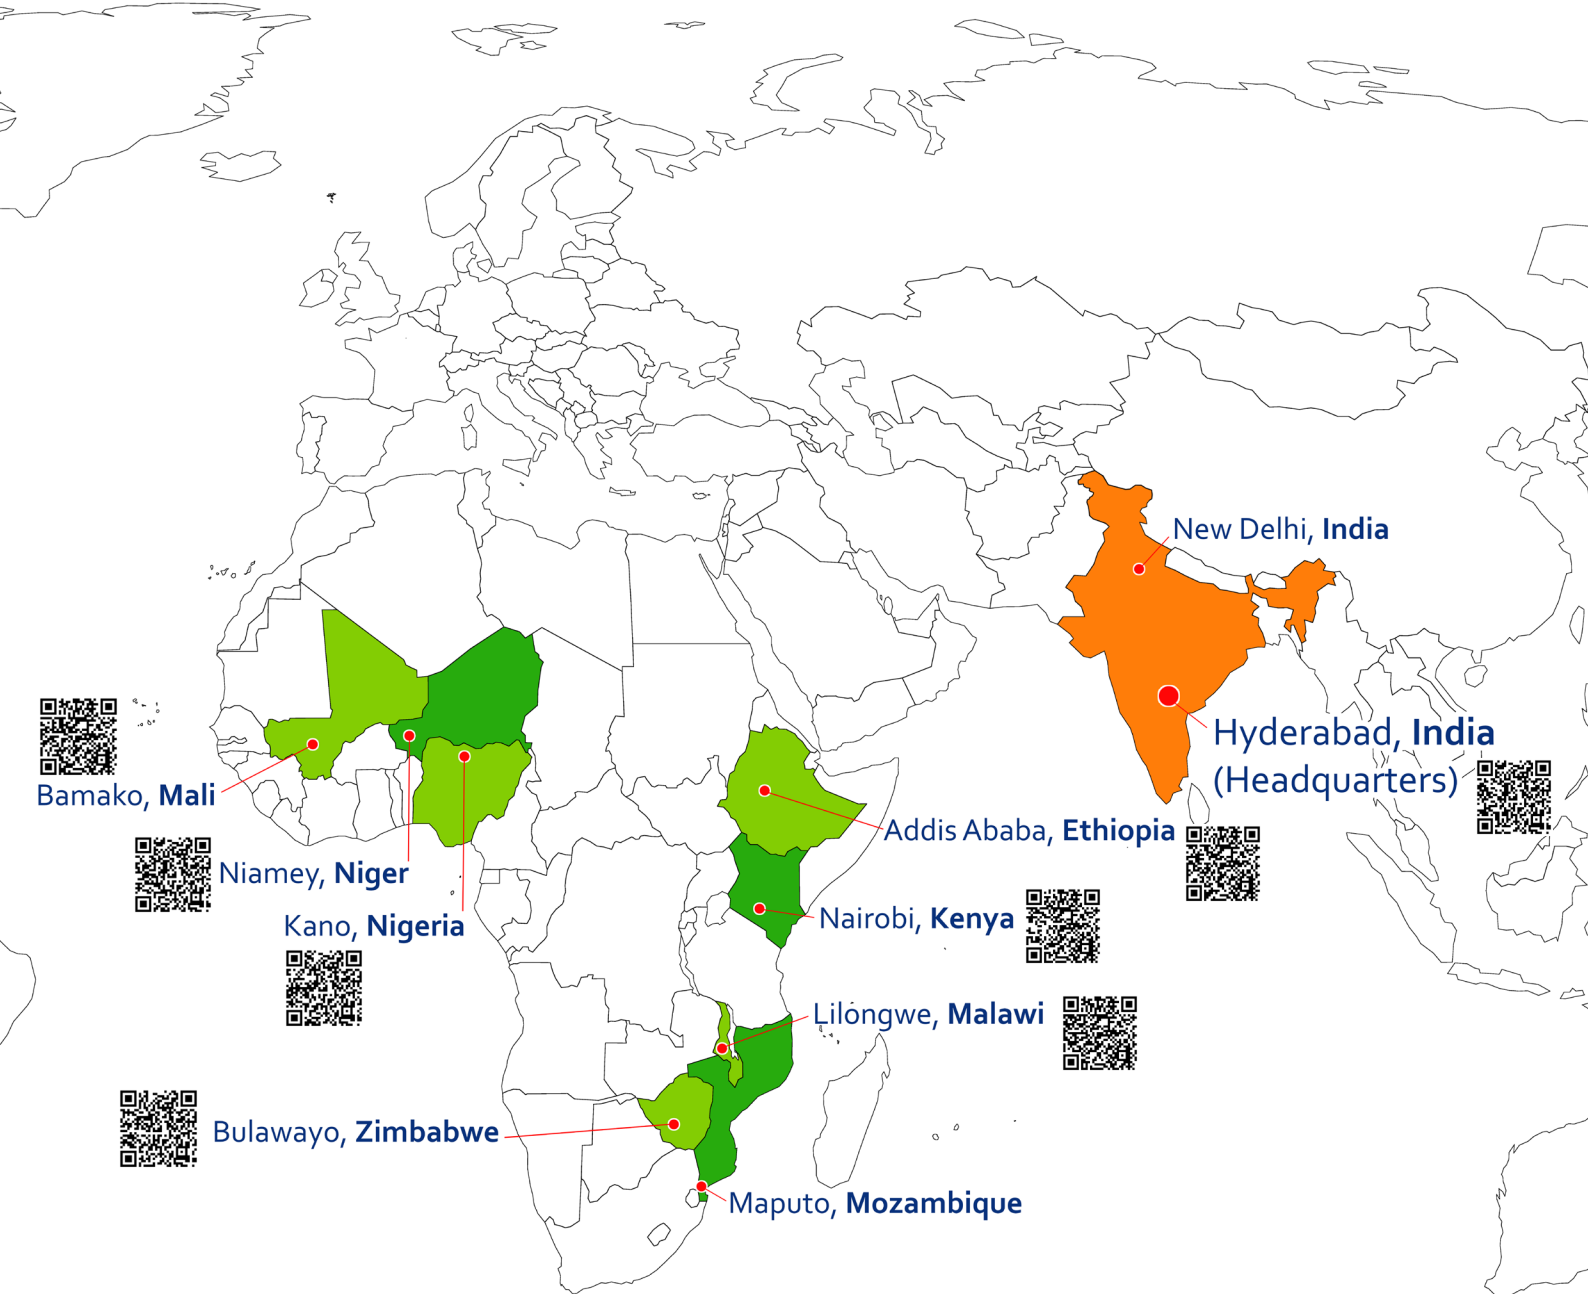 New Delhi, India
Hyderabad, India
(Headquarters)
Bamako, Mali
Addis Ababa, Ethiopia
Niamey, Niger
Nairobi, Kenya
Kano, Nigeria
Lilongwe, Malawi
Bulawayo, Zimbabwe
Maputo, Mozambique